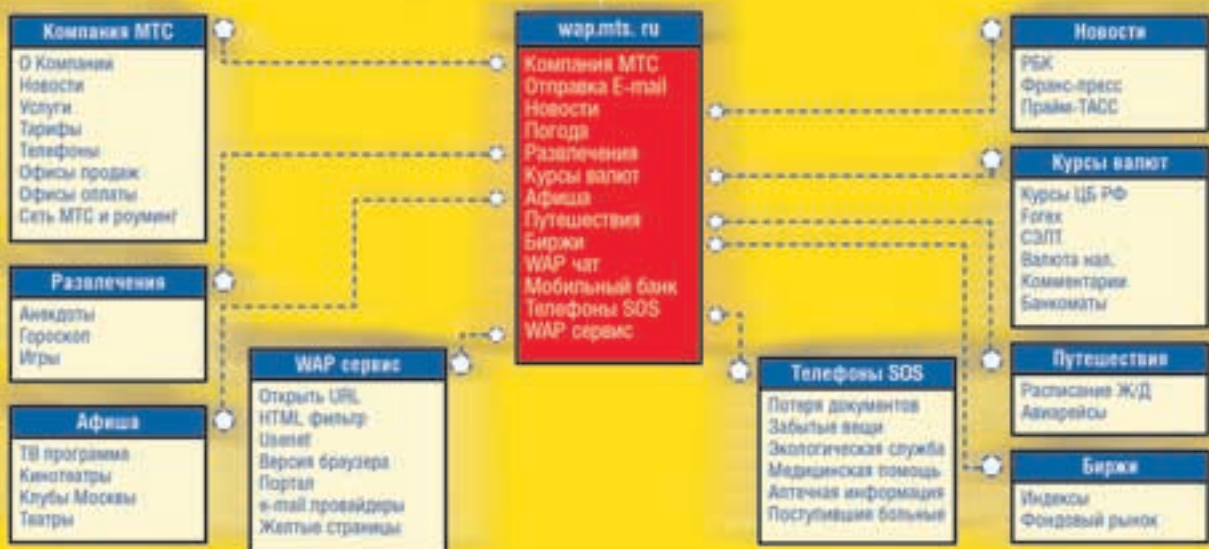 Компания МТС
О Компании
Новости
Услуги
Тарифы
Телефоны
Офисы продаж
Офисы оплаты
Сеть МТС и роуминг
Развлечения
Анекдоты
Гороскоп
Игры
Афиша
ТВ программа
Кинотеатры
Клубы Москвы
Театры
WAP сервис
Открыть URL
HTML фильтр
Usenet
Версия браузера
Портал
e-mail провайдеры
Желтые страницы
wap.mts. ru
Компания МТС
Отправка E-mail
Новости
Погода
Развлечения
Курсы валют
Афиша
Путешествия
Биржи
WAP чат
Мобильный банк
Телефоны SOS
WAP сервис
Телефоны SOS
Потеря документов
Забытые вещи
Экологическая служба
Медицинская помощь
Аптечная информация
Поступившие больные
Новости
РБК
Франс-пресс
Прайм-ТАСС
Курсы валют
Курсы ЦБ РФ
Forex
СЭЛТ
Валюта нал.
Комментарии
Банкоматы
Путешествия
Расписание Ж/Д
Авиарейсы
Биржи
Индексы
Фондовый рынок